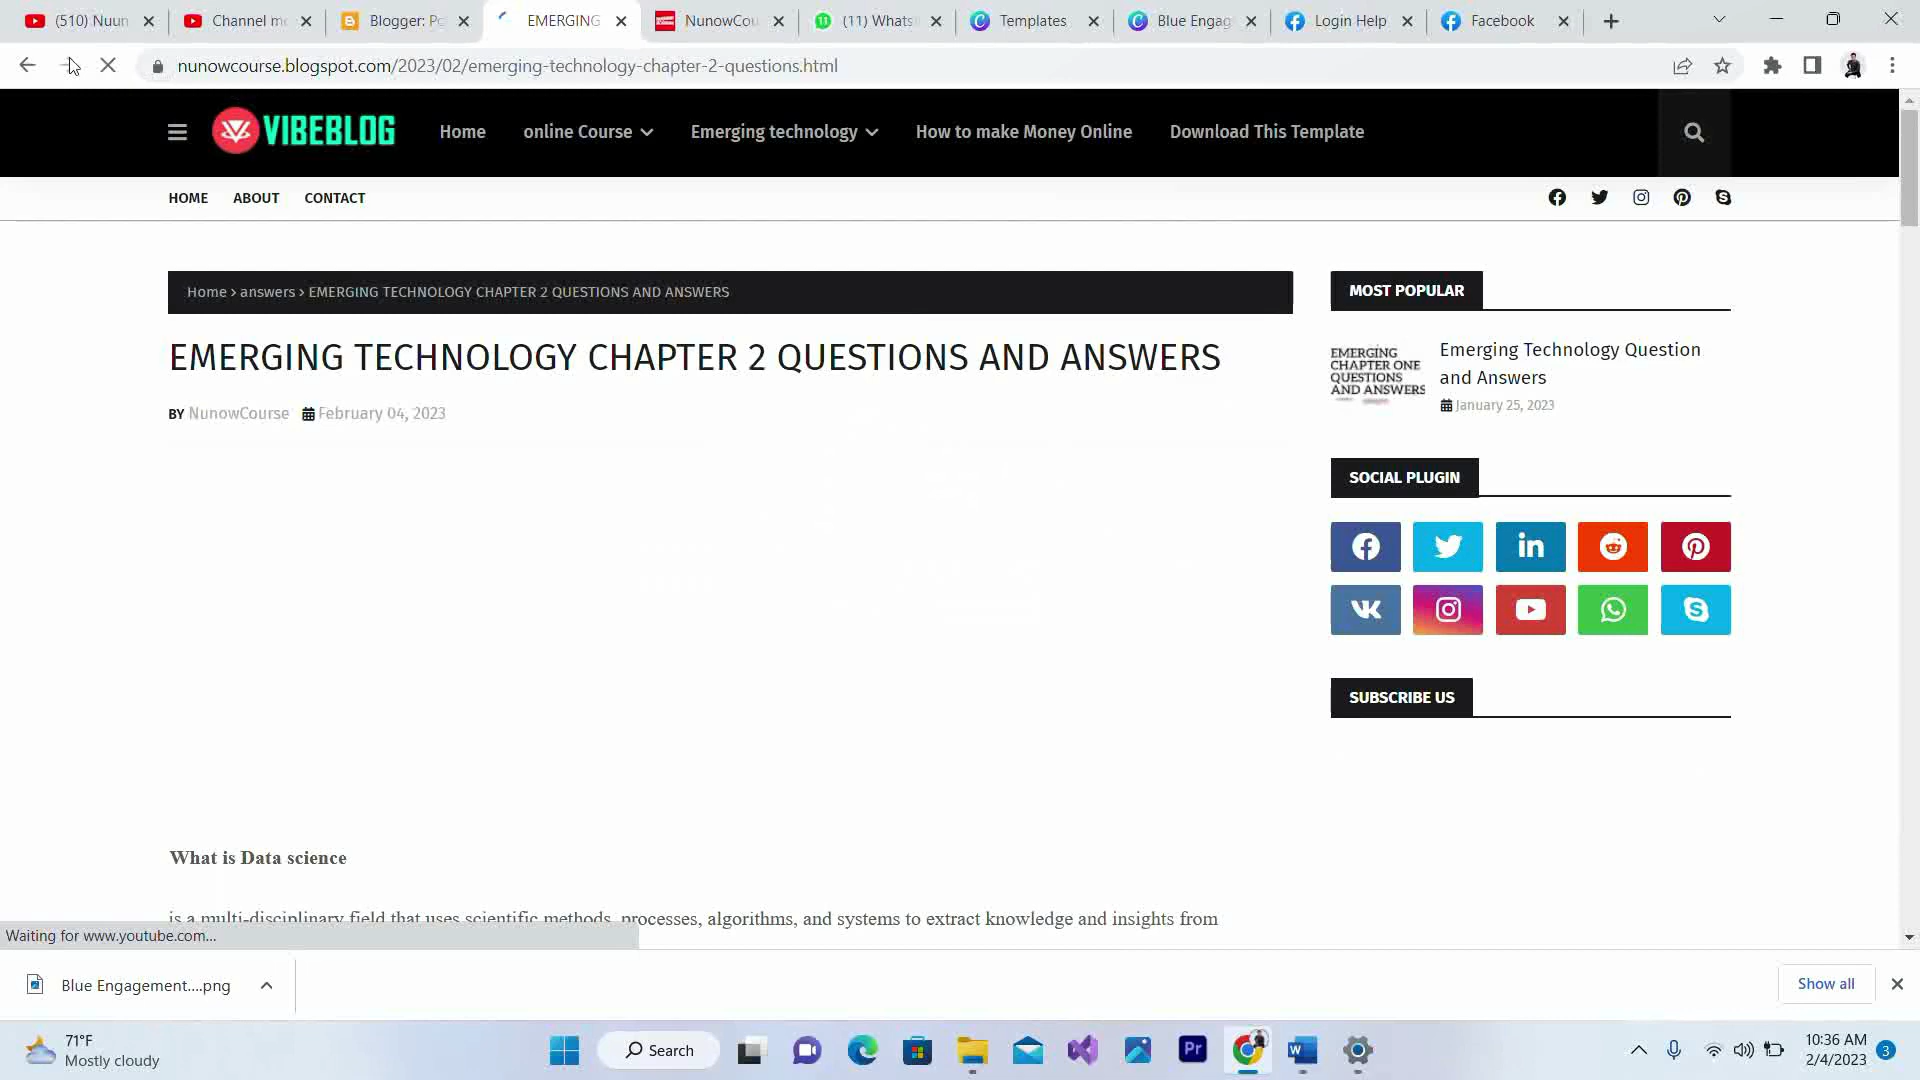 (510) Nuun
Channel mo
Blogger: Po
EMERGING
NunowCou
(11) Whats
Templates
Blue Engag
Login Help
Facebook
nunowcourse.blogspot.com/2023/02/emerging-technology-chapter-2-questions.html
VIBEBLOG
Home
online Course
Emerging technology
How to make Money Online
Download This Template
HOME
ABOUT
CONTACT
Home › answers › EMERGING TECHNOLOGY CHAPTER 2 QUESTIONS AND ANSWERS
EMERGING TECHNOLOGY CHAPTER 2 QUESTIONS AND ANSWERS
BY NunowCourse February 04, 2023
MOST POPULAR
EMERGING
CHAPTER ONE
QUESTIONS
AND ANSWERS
Emerging Technology Question
and Answers
January 25, 2023
SOCIAL PLUGIN
SUBSCRIBE US
What is Data science
is a multi-disciplinary field that uses scientific methods, processes, algorithms, and systems to extract knowledge and insights from
Waiting for www.youtube.com...
Blue Engagement....png
Show all
71°F
Mostly cloudy
Search
Pr
10:36 AM
2/4/2023
3